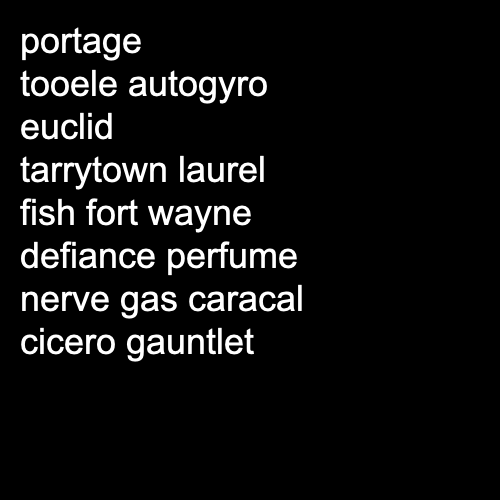 portage
tooele autogyro
euclid
tarrytown laurel
fish fort wayne
defiance perfume
nerve gas caracal
cicero gauntlet